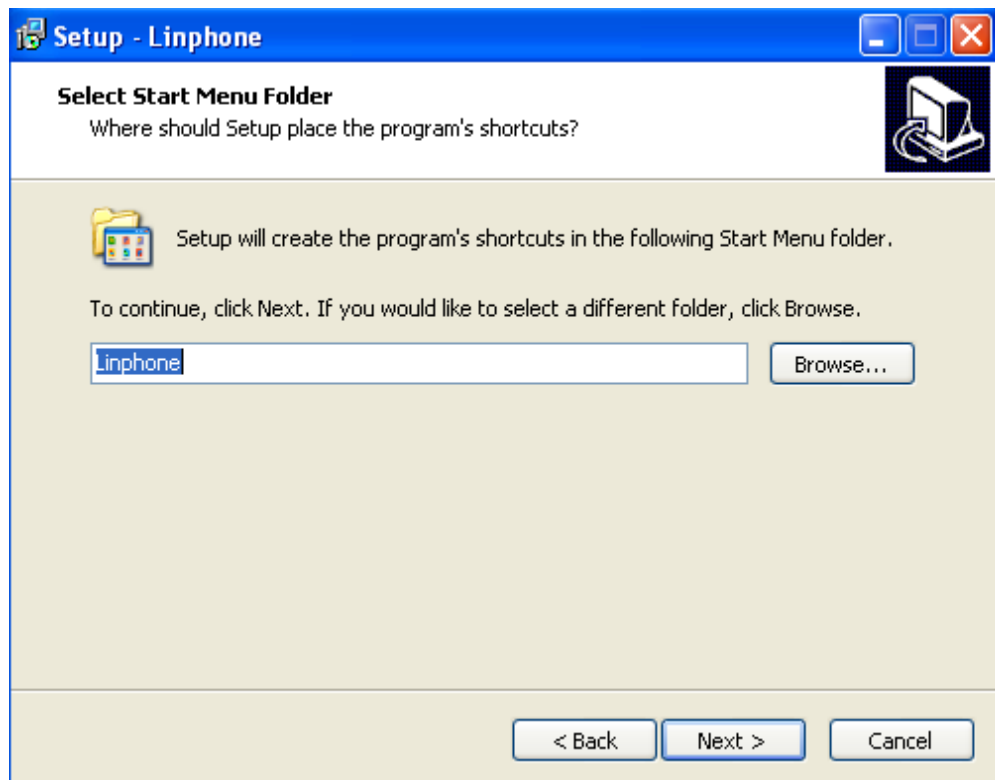 Setup - Linphone
Select Start Menu Folder
Where should Setup place the program's shortcuts?
Setup will create the program's shortcuts in the following Start Menu folder.
To continue, click Next. If you would like to select a different folder, click Browse.
Linphone Browse...
< Back Next > Cancel